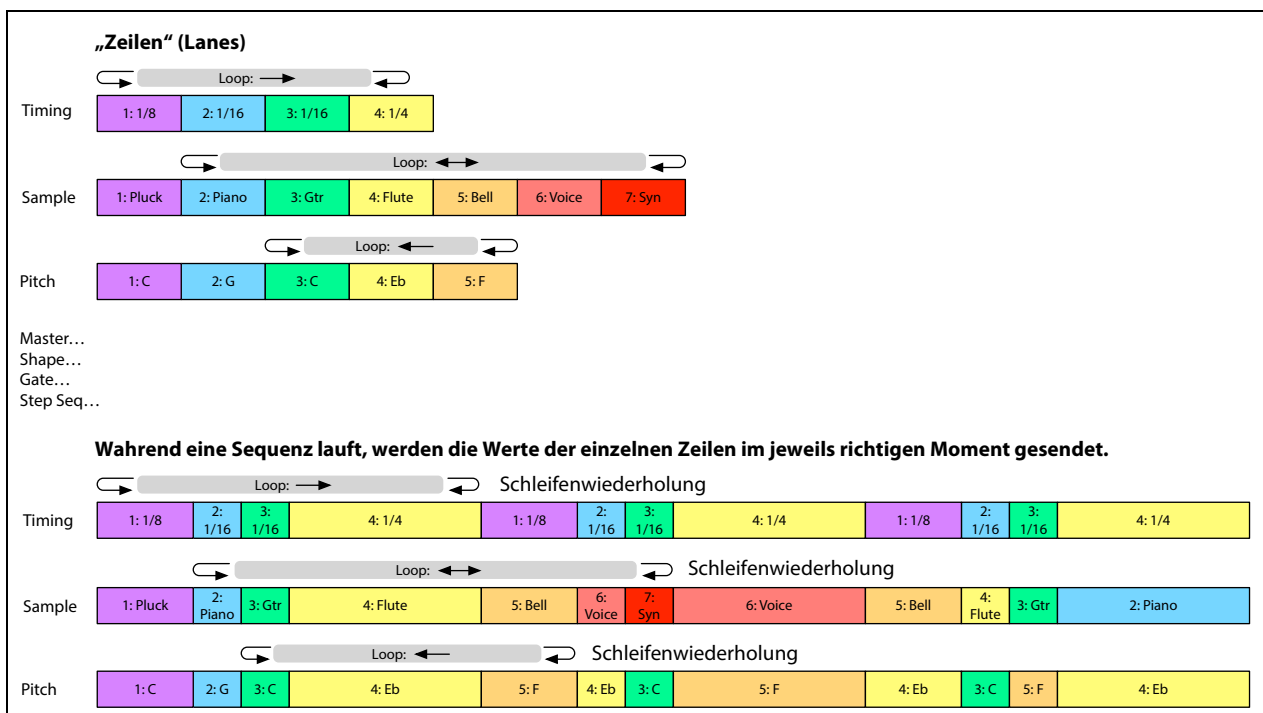 „Zeilen“ (Lanes)
Loop:
Timing 1: 1/8 2: 1/16 3: 1/16 4: 1/4
Loop:
Sample 1: Pluck 2: Piano 3: Gtr 4: Flute 5: Bell 6: Voice 7: Syn
Loop:
Pitch 1: C 2: G 3: C 4: Eb 5: F
Master…
Shape…
Gate…
Step Seq…
Wahrend eine Sequenz lauft, werden die Werte der einzelnen Zeilen im jeweils richtigen Moment gesendet.
Loop: Schleifenwiederholung
Timing 1: 1/8 2: 1/16 3: 1/16 4: 1/4 1: 1/8 2: 1/16 3: 1/16 4: 1/4 1: 1/8 2: 1/16 3: 1/16 4: 1/4
Loop: Schleifenwiederholung
Sample 1: Pluck 2: Piano 3: Gtr 4: Flute 5: Bell 6: Voice 7: Syn 6: Voice 5: Bell 4: Flute 3: Gtr 2: Piano
Loop: Schleifenwiederholung
Pitch 1: C 2: G 3: C 4: Eb 5: F 4: Eb 3: C 5: F 4: Eb 3: C 5: F 4: Eb